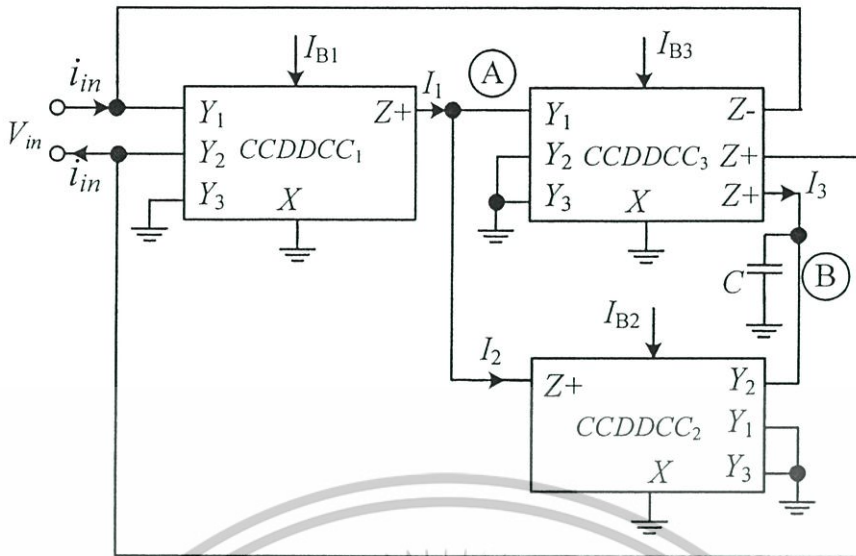 I_B1
I_B3
i_in
Y_1
Z+
I_1
A
Y_1
Z-
V_in
Y_2
CCDDCC_1
Y_2
CCDDCC_3
Z+
i_in
Y_3
X
Y_3
X
Z+
I_3
C
B
I_B2
I_2
Z+
Y_2
CCDDCC_2
Y_1
X
Y_3